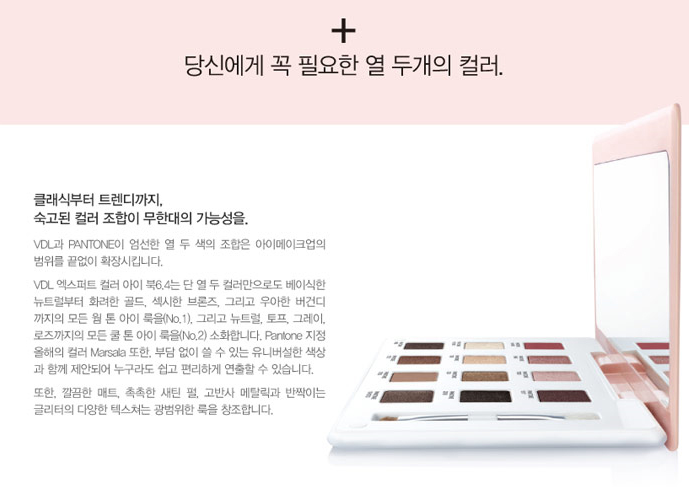 +
당신에게 꼭 필요한 열 두개의 컬러.
클래식부터 트렌디까지,
숙고된 컬러 조합이 무한대의 가능성을.
VDL과 PANTONE이 엄선한 열 두 색의 조합은 아이메이크업의
범위를 끝없이 확장시킵니다.
VDL 엑스퍼트 컬러 아이 북6.4는 단 열 두 컬러만으로도 베이식한
뉴트럴부터 화려한 골드, 섹시한 브론즈, 그리고 우아한 버건디
까지의 모든 웜 톤 아이 룩을(No.1), 그리고 뉴트럴, 토프, 그레이,
로즈까지의 모든 쿨 톤 아이 룩을(No.2) 소화합니다. Pantone 지정
올해의 컬러 Marsala 또한, 부담 없이 쓸 수 있는 유니버설한 색상
과 함께 제안되어 누구라도 쉽고 편리하게 연출할 수 있습니다.
또한, 깔끔한 매트, 촉촉한 새틴 펄, 고반사 메탈릭과 반짝이는
글리터의 다양한 텍스쳐는 광범위한 룩을 창조합니다.